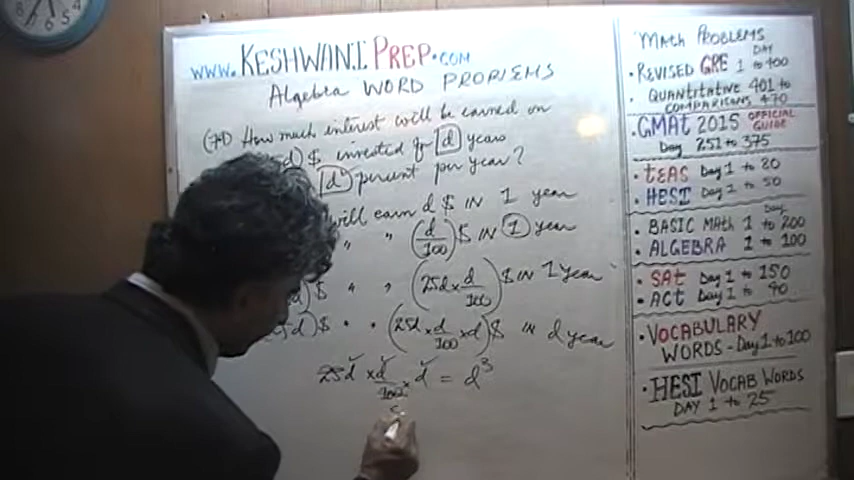 WWW.KESHWANI PREP.COM
Algebra WORD PROBLEMS
How much interest will be earned on
d) $ invested for d years
d percent per year?
will earn d $ IN 1 year
" " (d/100) $ IN 1 year
d) $ " " (25d x d/100) $ IN 1 year
d) $ " " (25d x d/100 x d) $ IN d year
25d x d/100 x d = d³
MATH PROBLEMS
DAY
• REVISED GRE 1 to 400
• QUANTITATIVE 401 to
COMPARISONS 470
• GMAT 2015 OFFICIAL GUIDE
Day 251 to 375
• TEAS Day 1 to 20
• HESI Day 1 to 50
Day
• BASIC MATH 1 to 200
• ALGEBRA 1 to 100
• SAT Day 1 to 150
• ACT Day 1 to 90
• VOCABULARY
WORDS - Day 1 to 100
• HESI VOCAB WORDS
DAY 1 to 25